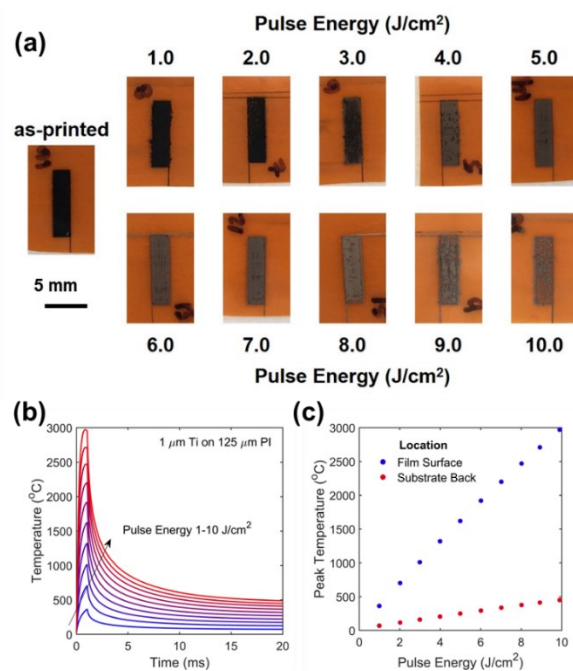 (a)
Pulse Energy (J/cm²)
1.0 2.0 3.0 4.0 5.0
as-printed
5 mm
6.0 7.0 8.0 9.0 10.0
Pulse Energy (J/cm²)
(b)
3000
2500
2000
1500
1000
500
0
0 5 10 15 20
Temperature (°C)
Time (ms)
1 μm Ti on 125 μm PI
Pulse Energy 1-10 J/cm²
(c)
3000
2500
2000
1500
1000
500
0
0 2 4 6 8 10
Peak Temperature (°C)
Pulse Energy (J/cm²)
Location
Film Surface
Substrate Back